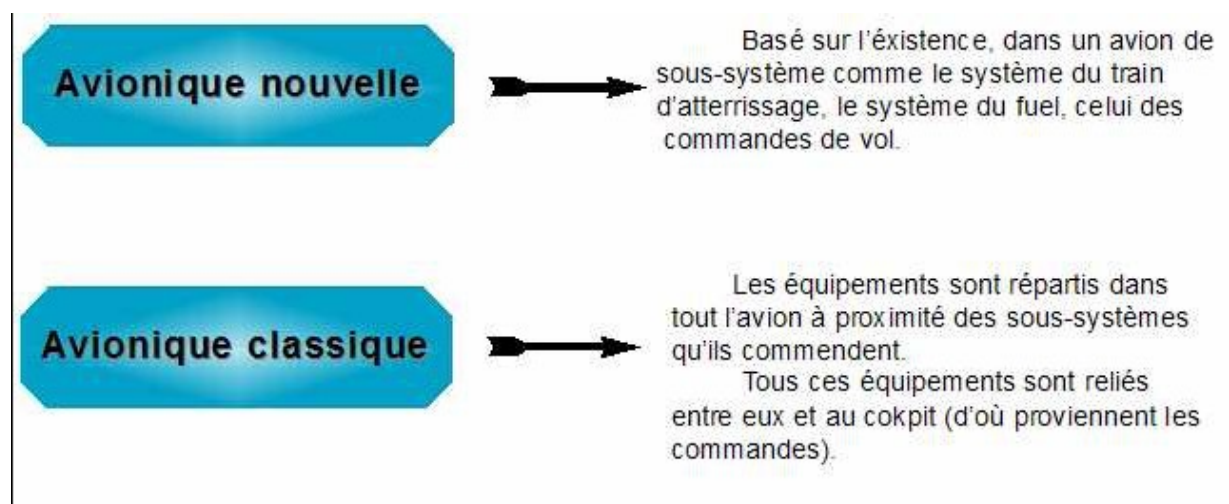 Avionique nouvelle
Basé sur l'éxistence, dans un avion de
sous-système comme le système du train
d'atterrissage, le système du fuel, celui des
commandes de vol.
Avionique classique
Les équipements sont répartis dans
tout l'avion à proximité des sous-systèmes
qu'ils commendent.
Tous ces équipements sont reliés
entre eux et au cokpit (d'où proviennent les
commandes).